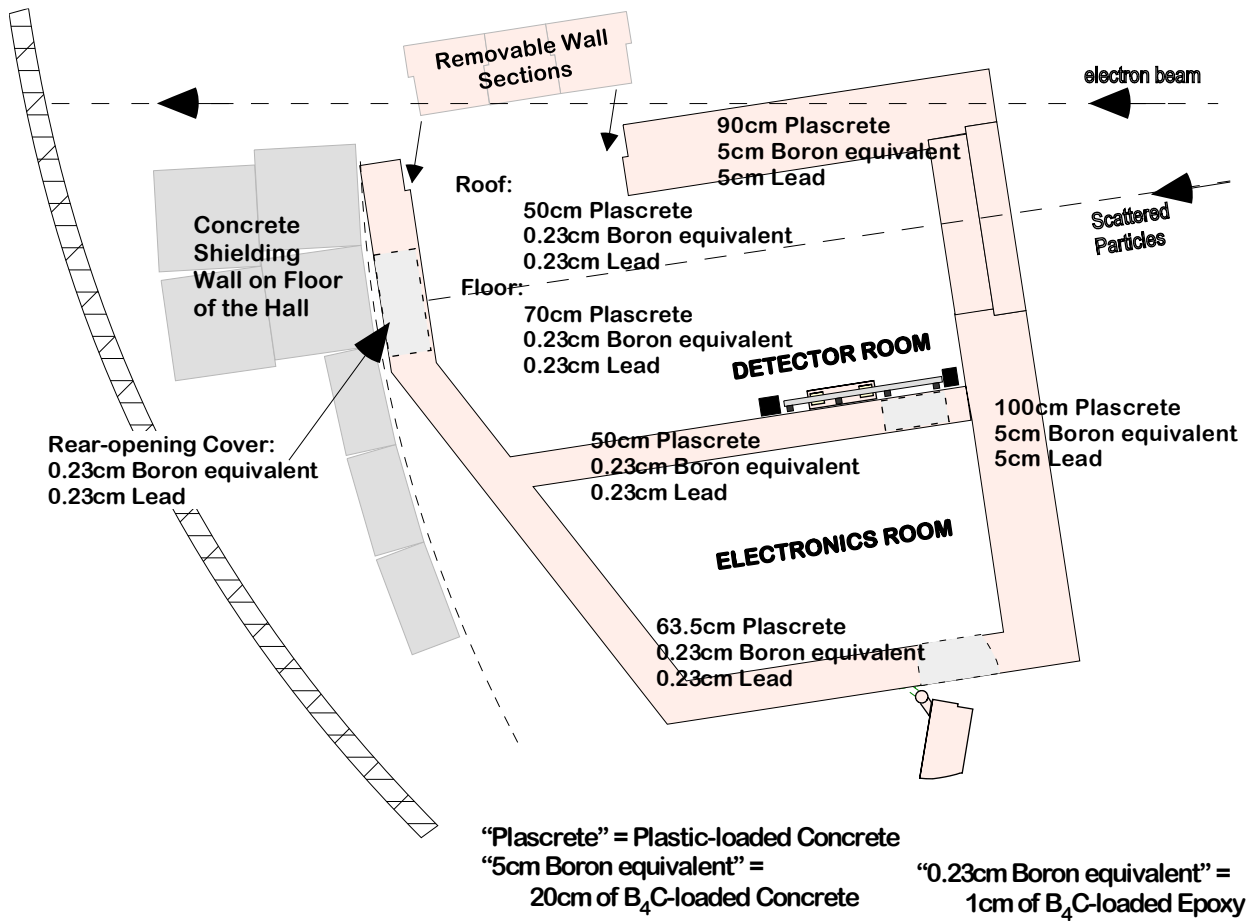 Removable Wall
Sections
electron beam
90cm Plascrete
5cm Boron equivalent
5cm Lead
Scattered
Particles
Roof:
50cm Plascrete
0.23cm Boron equivalent
0.23cm Lead
Floor:
70cm Plascrete
0.23cm Boron equivalent
0.23cm Lead
Concrete
Shielding
Wall on Floor
of the Hall
DETECTOR ROOM
100cm Plascrete
5cm Boron equivalent
5cm Lead
Rear-opening Cover:
0.23cm Boron equivalent
0.23cm Lead
50cm Plascrete
0.23cm Boron equivalent
0.23cm Lead
ELECTRONICS ROOM
63.5cm Plascrete
0.23cm Boron equivalent
0.23cm Lead
“Plascrete” = Plastic-loaded Concrete
“5cm Boron equivalent” =
20cm of B₄C-loaded Concrete
“0.23cm Boron equivalent” =
1cm of B₄C-loaded Epoxy